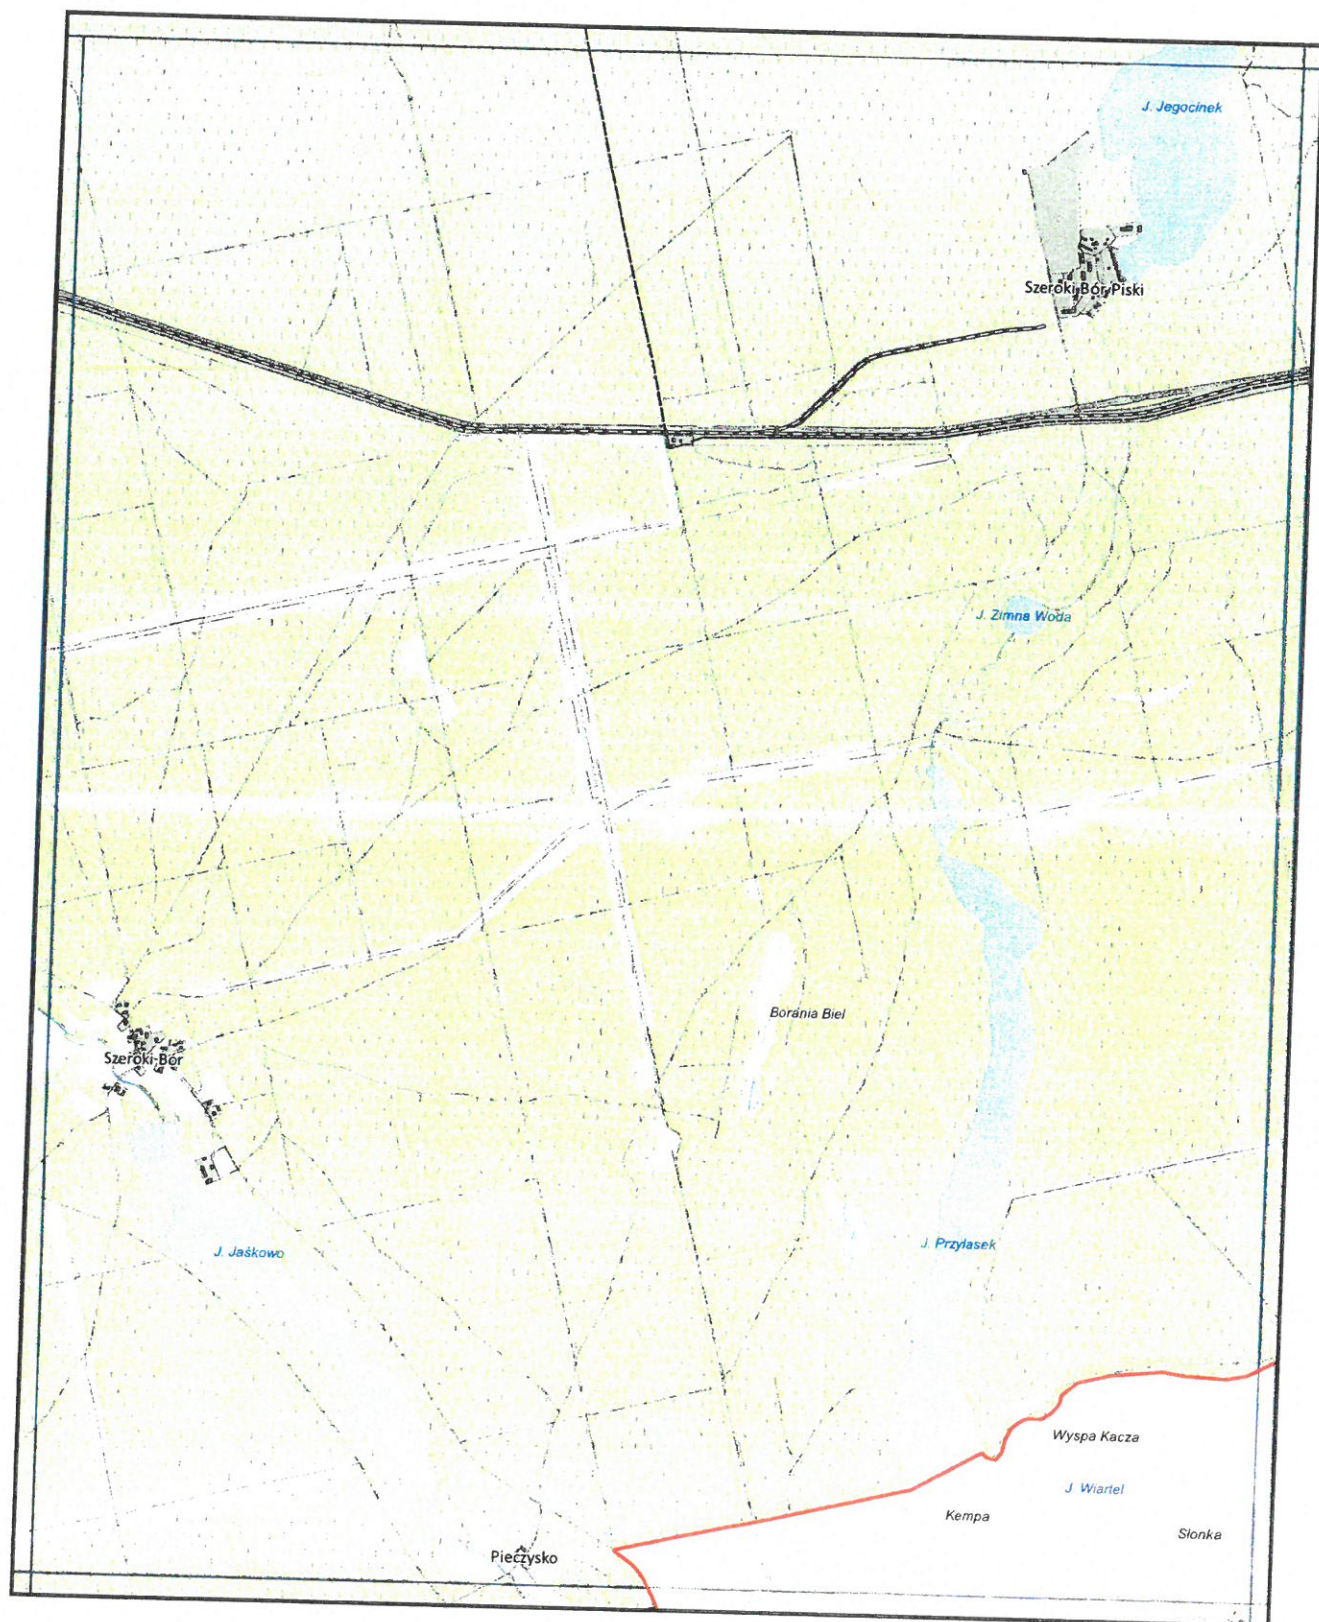 J. Jegocinek
Szeroki Bór Piski
J. Zimna Woda
Borania Biel
Szeroki Bór
J. Jaśkowo
J. Przylasek
Wyspa Kacza
J. Wiartel
Kempa
Słonka
Pieczysko